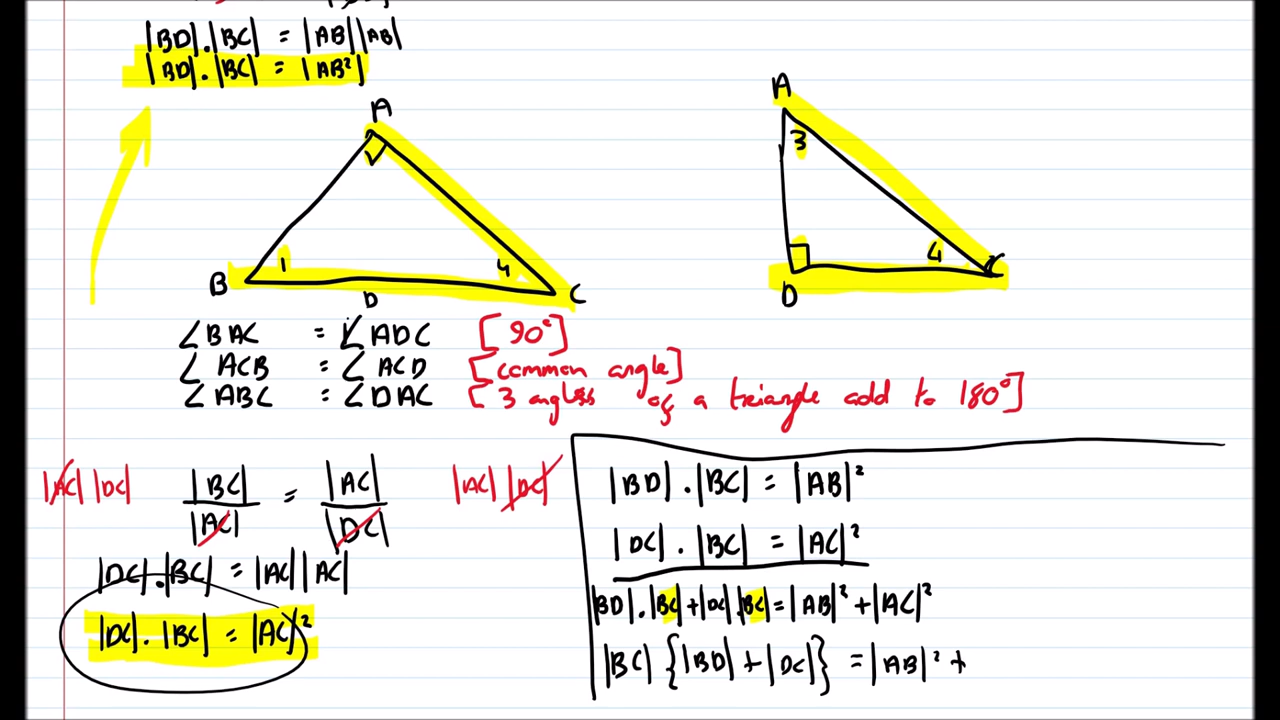 |BD|.|BC| = |AB||AB|
|BD|.|BC| = |AB²|
A
1
4
B
D
C
A
3
4
D
C
∠BAC = ∠ADC [90°]
∠ACB = ∠ACD [common angle]
∠ABC = ∠DAC [3 angless of a triangle add to 180°]
|AC||DC| |BC|/|AC| = |AC|/|DC| |AC||DC|
|DC|.|BC| = |AC||AC|
|DC|.|BC| = |AC|²
|BD|.|BC| = |AB|²
|DC|.|BC| = |AC|²
|BD|.|BC|+|DC|.|BC|=|AB|²+|AC|²
|BC|{|BD|+|DC|} = |AB|²+